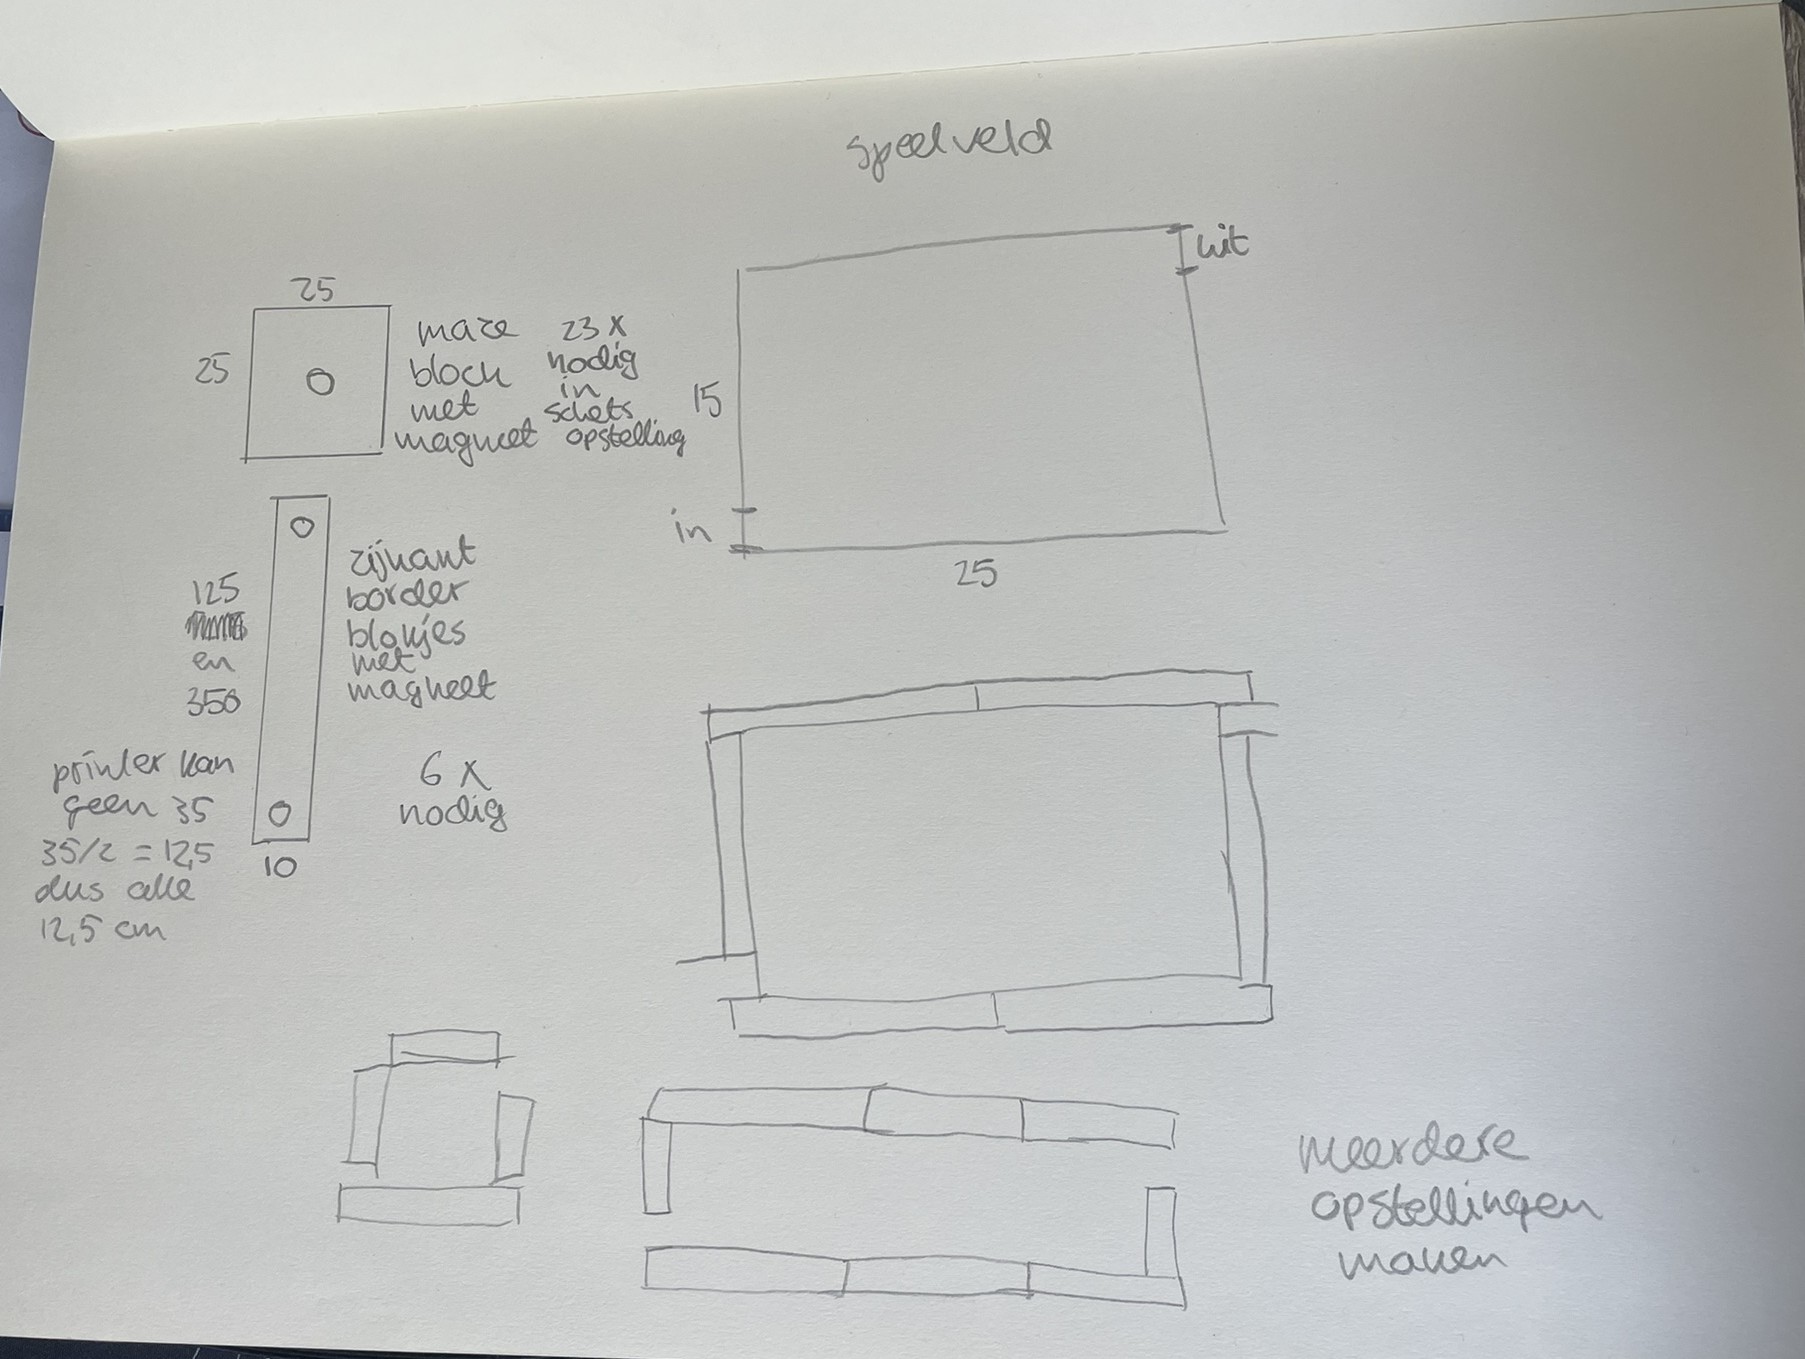 speelveld
uit
15
in
25
25
25
maze 23 x
block nodig
met in
schets
magneet opstelling
zijkant
border
blokjes
met
magneet
6 x
nodig
125
en
350
10
printer kan
geen 35
35/2 = 12,5
dus alle
12,5 cm
meerdere
opstellingen
maken